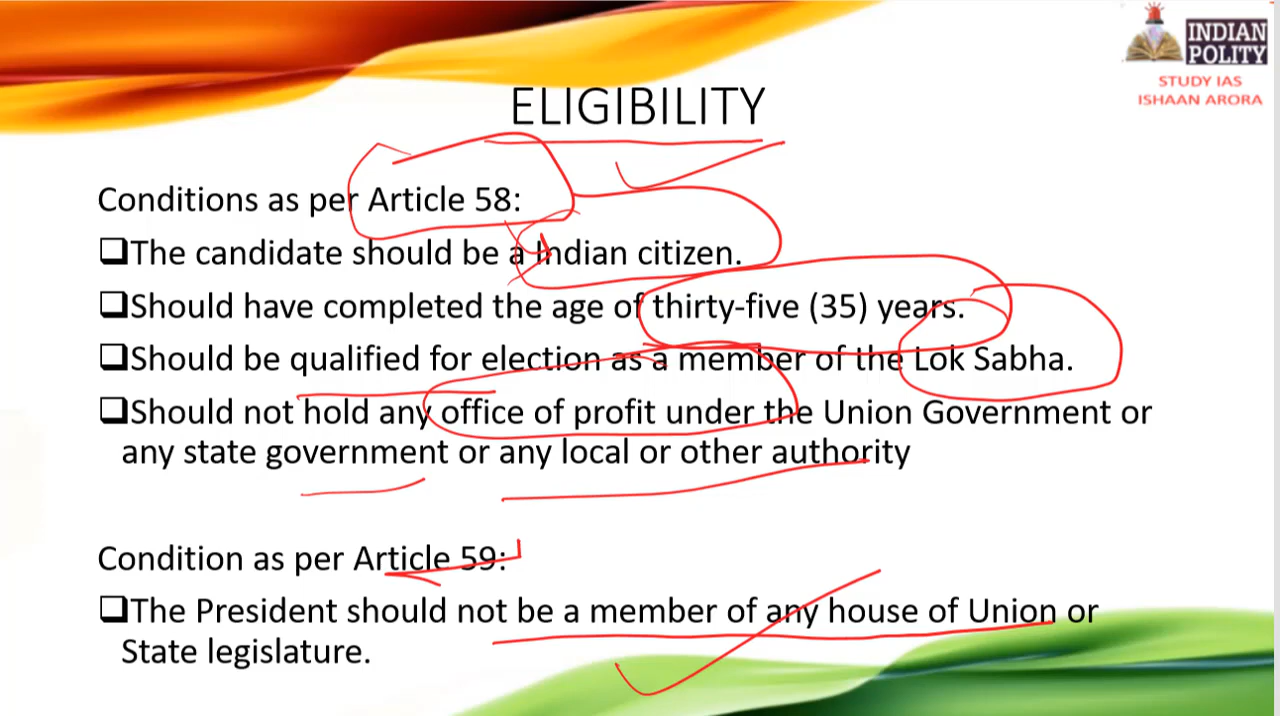 INDIAN
POLITY
STUDY IAS
ISHAAN ARORA
ELIGIBILITY
Conditions as per Article 58:
❑The candidate should be a Indian citizen.
❑Should have completed the age of thirty-five (35) years.
❑Should be qualified for election as a member of the Lok Sabha.
❑Should not hold any office of profit under the Union Government or
any state government or any local or other authority
Condition as per Article 59:
❑The President should not be a member of any house of Union or
State legislature.